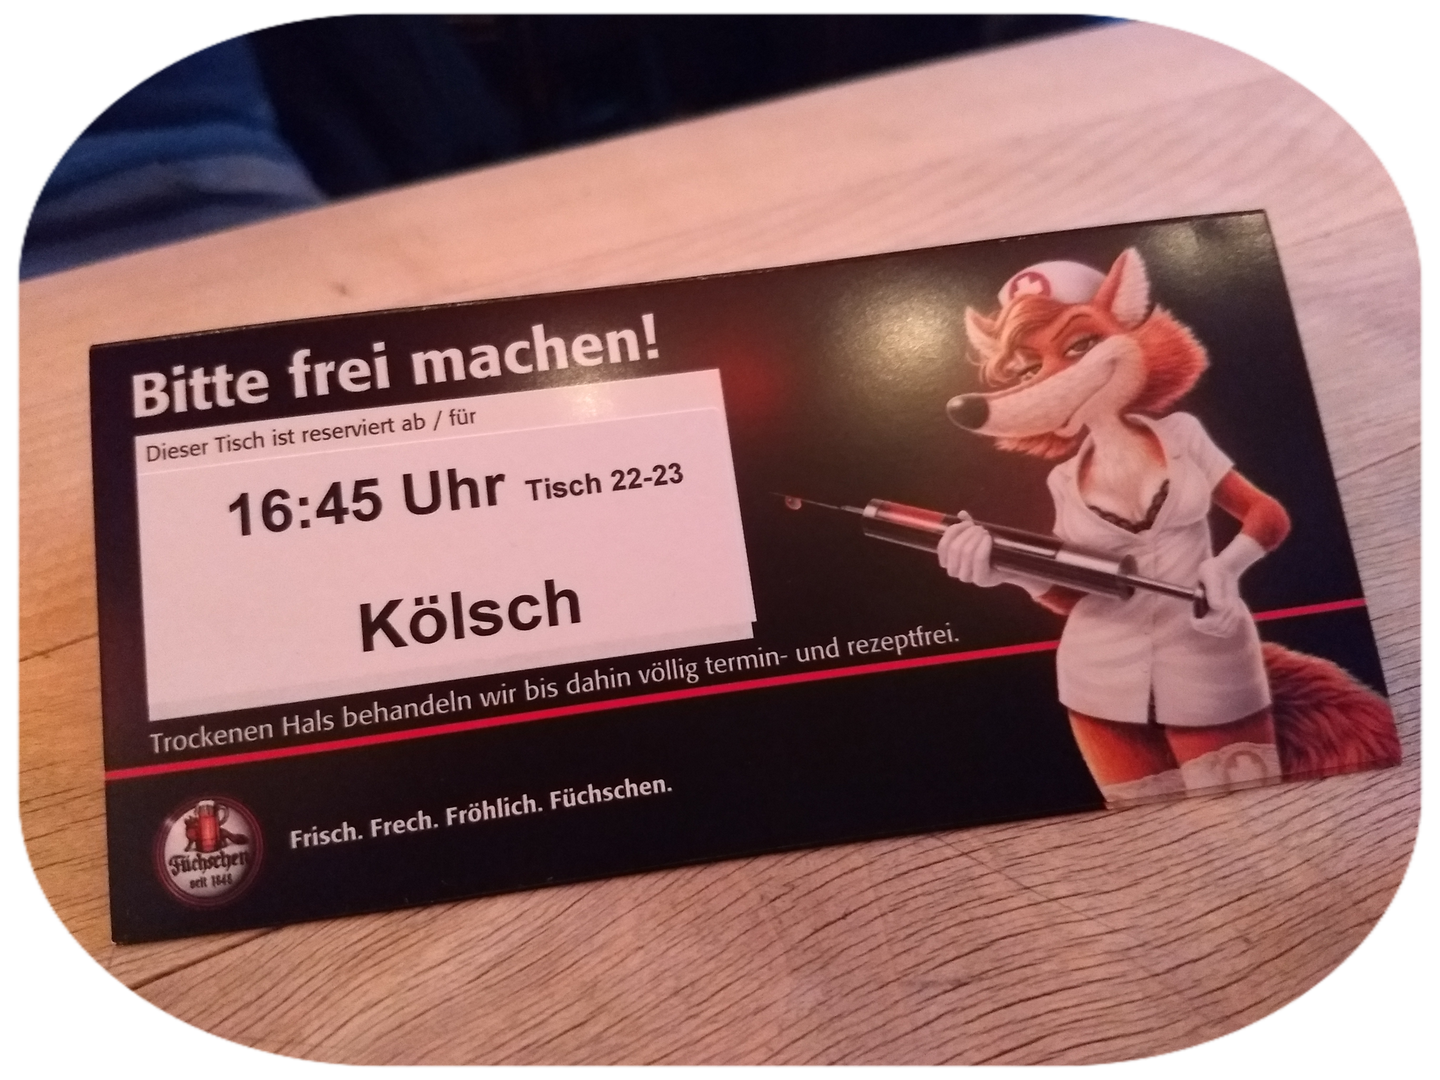 Bitte frei machen!
Dieser Tisch ist reserviert ab / für
16:45 Uhr Tisch 22-23
Kölsch
Trockenen Hals behandeln wir bis dahin völlig termin- und rezeptfrei.
Füchschen
seit 1848
Frisch. Frech. Fröhlich. Füchschen.